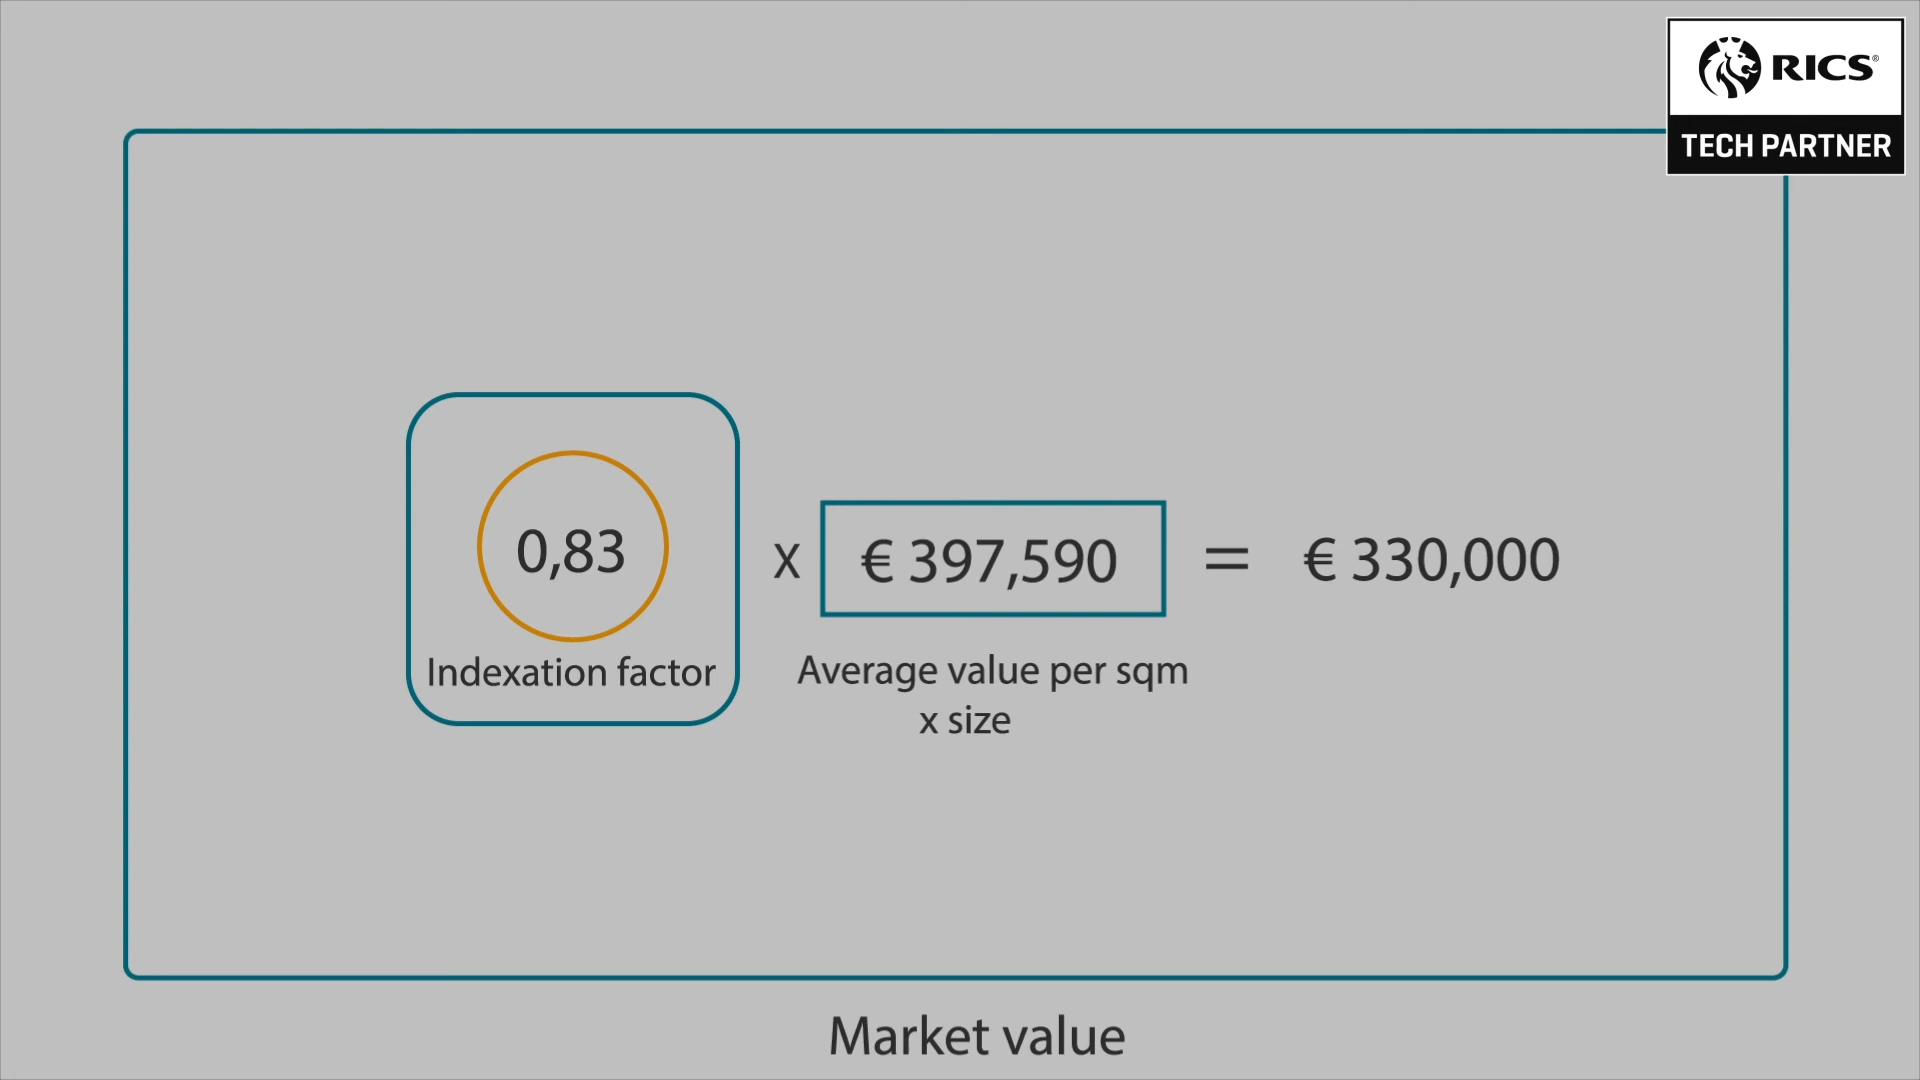 RICS®
TECH PARTNER
0,83 x € 397,590 = € 330,000
Indexation factor
Average value per sqm
x size
Market value